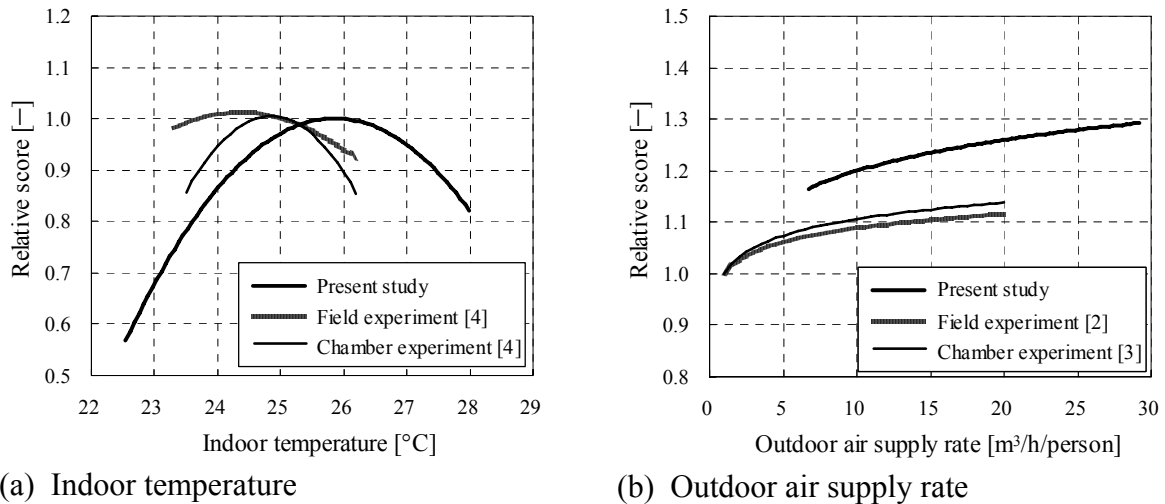 1.2
1.1
1.0
0.9
0.8
0.7
0.6
0.5
Relative score [—]
Present study
Field experiment [4]
Chamber experiment [4]
22 23 24 25 26 27 28 29
Indoor temperature [°C]
(a) Indoor temperature
1.5
1.4
1.3
1.2
1.1
1.0
0.9
0.8
Relative score [—]
Present study
Field experiment [2]
Chamber experiment [3]
0 5 10 15 20 25 30
Outdoor air supply rate [m³/h/person]
(b) Outdoor air supply rate